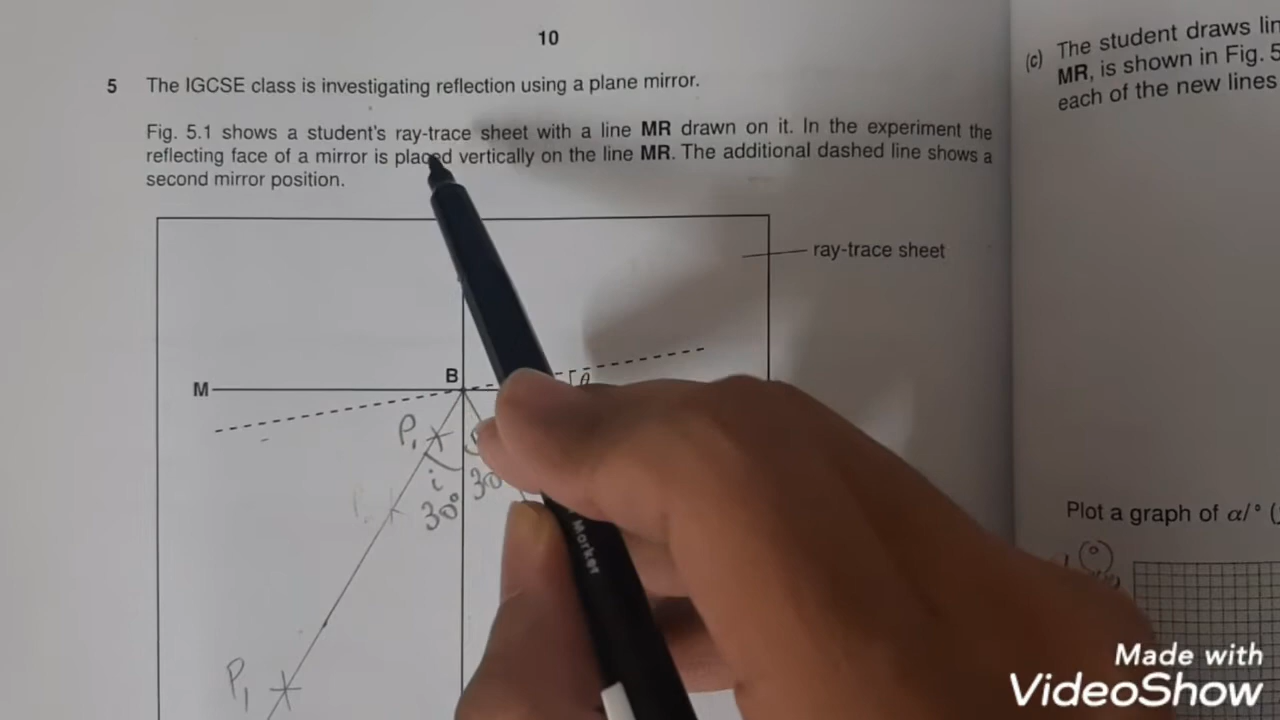 10
5 The IGCSE class is investigating reflection using a plane mirror.
Fig. 5.1 shows a student's ray-trace sheet with a line MR drawn on it. In the experiment the
reflecting face of a mirror is placed vertically on the line MR. The additional dashed line shows a
second mirror position.
ray-trace sheet
B
θ
M
P₁
i
30°
30
P₁
Marker
(c) The student draws lin
MR, is shown in Fig. 5
each of the new lines
Plot a graph of α/° (
Made with
VideoShow